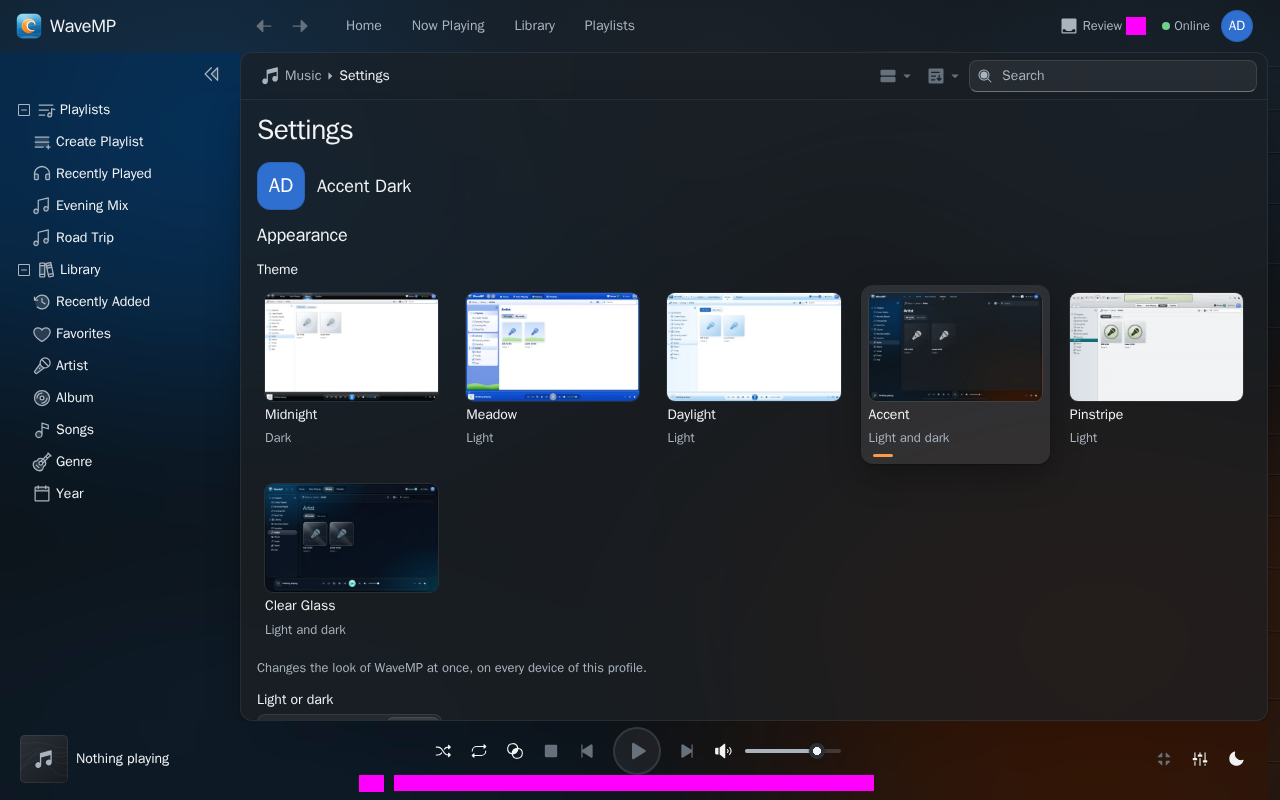 WaveMP
Home
Now Playing
Library
Playlists
Review
Online
AD
Music
Settings
Search
Playlists
Create Playlist
Recently Played
Evening Mix
Road Trip
Library
Recently Added
Favorites
Artist
Album
Songs
Genre
Year
Settings
AD
Accent Dark
Appearance
Theme
Midnight
Dark
Meadow
Light
Daylight
Light
Accent
Light and dark
Pinstripe
Light
Clear Glass
Light and dark
Changes the look of WaveMP at once, on every device of this profile.
Light or dark
Nothing playing